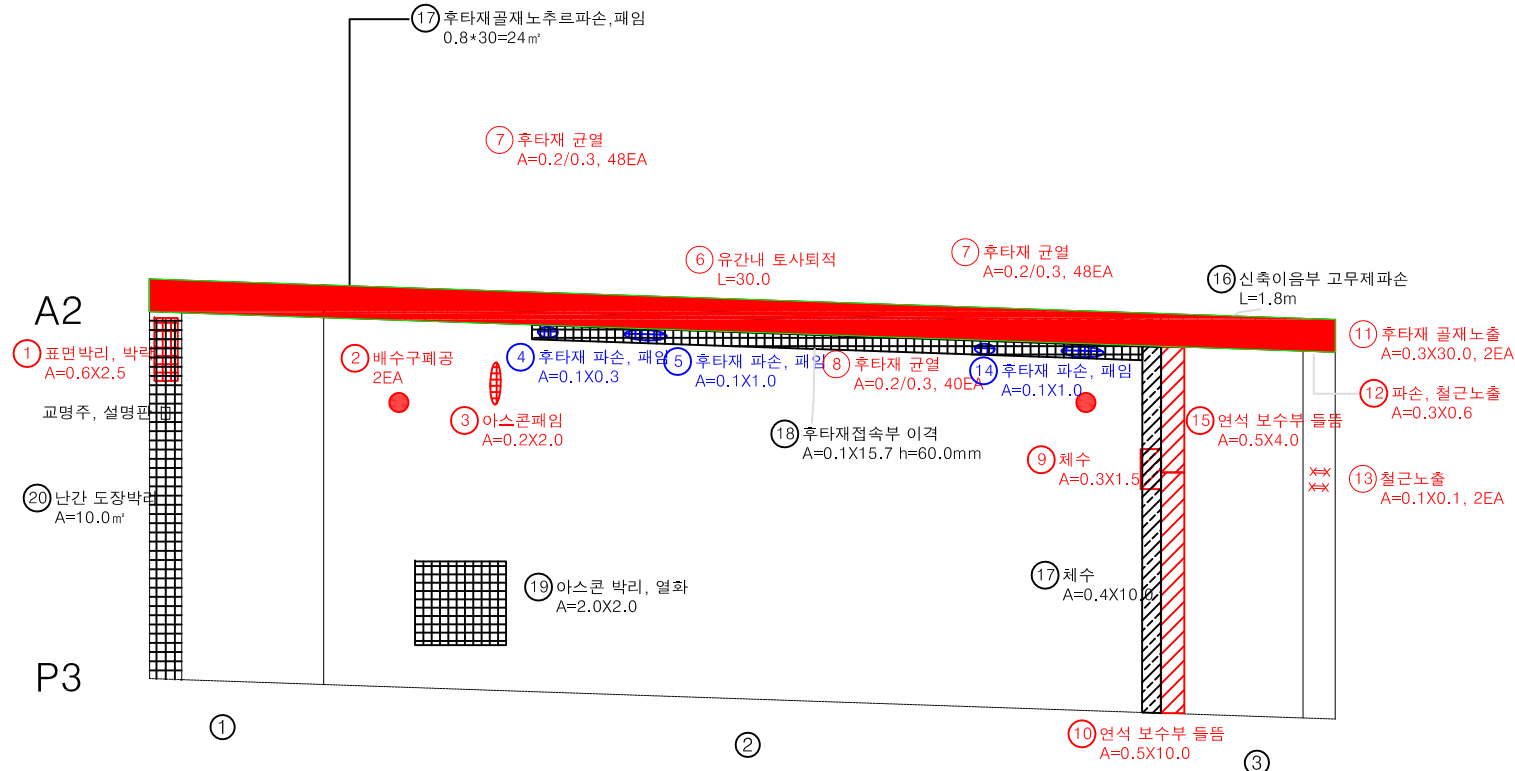 ⑰ 후타재골재노추르파손,패임
0.8*30=24㎡
⑦ 후타재 균열
A=0.2/0.3, 48EA
⑥ 유간내 토사퇴적
L=30.0
⑦ 후타재 균열
A=0.2/0.3, 48EA
⑯ 신축이음부 고무제파손
L=1.8m
A2
① 표면박리, 박락
A=0.6X2.5
② 배수구폐공
2EA
④ 후타재 파손, 패임
A=0.1X0.3
⑤ 후타재 파손, 패임
A=0.1X1.0
⑧ 후타재 균열
A=0.2/0.3, 40EA
⑭ 후타재 파손, 패임
A=0.1X1.0
⑪ 후타재 골재노출
A=0.3X30.0, 2EA
⑫ 파손, 철근노출
A=0.3X0.6
교명주, 설명판
③ 아스콘패임
A=0.2X2.0
⑱ 후타재접속부 이격
A=0.1X15.7 h=60.0mm
⑮ 연석 보수부 들뜸
A=0.5X4.0
⑨ 체수
A=0.3X1.5
⑬ 철근노출
A=0.1X0.1, 2EA
⑳ 난간 도장박리
A=10.0㎡
⑲ 아스콘 박리, 열화
A=2.0X2.0
⑰ 체수
A=0.4X10.0
P3
①
②
⑩ 연석 보수부 들뜸
A=0.5X10.0
③